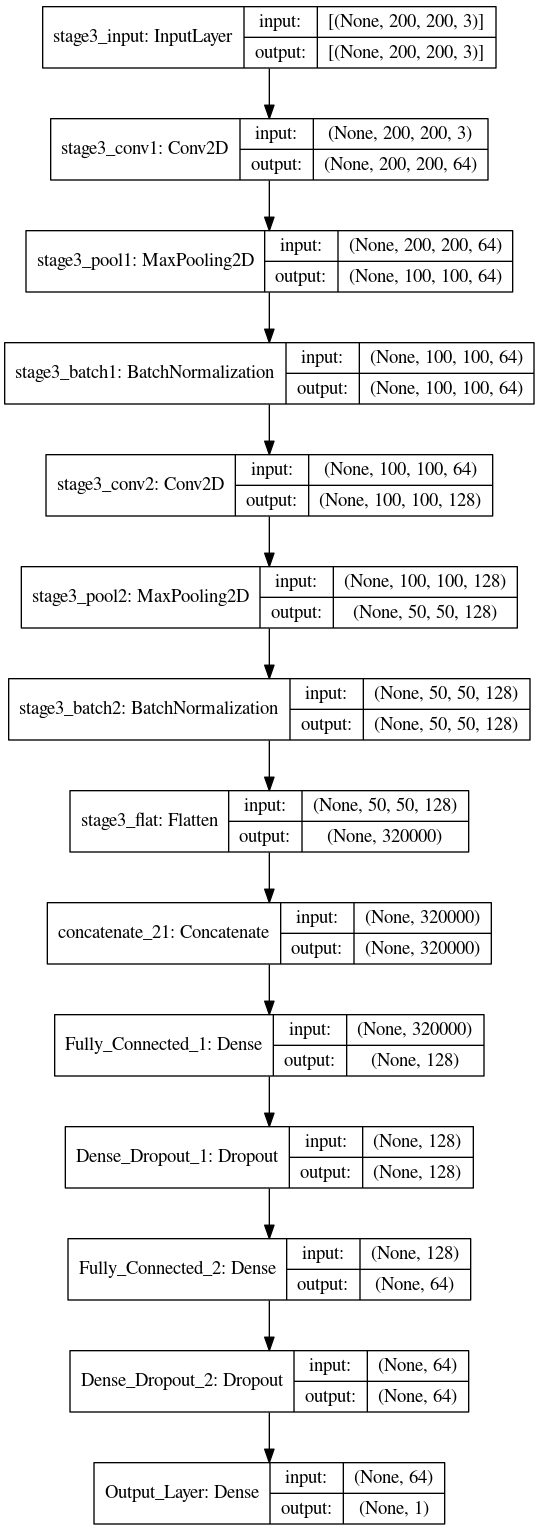 stage3_input: InputLayer
input: [(None, 200, 200, 3)]
output: [(None, 200, 200, 3)]
stage3_conv1: Conv2D
input: (None, 200, 200, 3)
output: (None, 200, 200, 64)
stage3_pool1: MaxPooling2D
input: (None, 200, 200, 64)
output: (None, 100, 100, 64)
stage3_batch1: BatchNormalization
input: (None, 100, 100, 64)
output: (None, 100, 100, 64)
stage3_conv2: Conv2D
input: (None, 100, 100, 64)
output: (None, 100, 100, 128)
stage3_pool2: MaxPooling2D
input: (None, 100, 100, 128)
output: (None, 50, 50, 128)
stage3_batch2: BatchNormalization
input: (None, 50, 50, 128)
output: (None, 50, 50, 128)
stage3_flat: Flatten
input: (None, 50, 50, 128)
output: (None, 320000)
concatenate_21: Concatenate
input: (None, 320000)
output: (None, 320000)
Fully_Connected_1: Dense
input: (None, 320000)
output: (None, 128)
Dense_Dropout_1: Dropout
input: (None, 128)
output: (None, 128)
Fully_Connected_2: Dense
input: (None, 128)
output: (None, 64)
Dense_Dropout_2: Dropout
input: (None, 64)
output: (None, 64)
Output_Layer: Dense
input: (None, 64)
output: (None, 1)